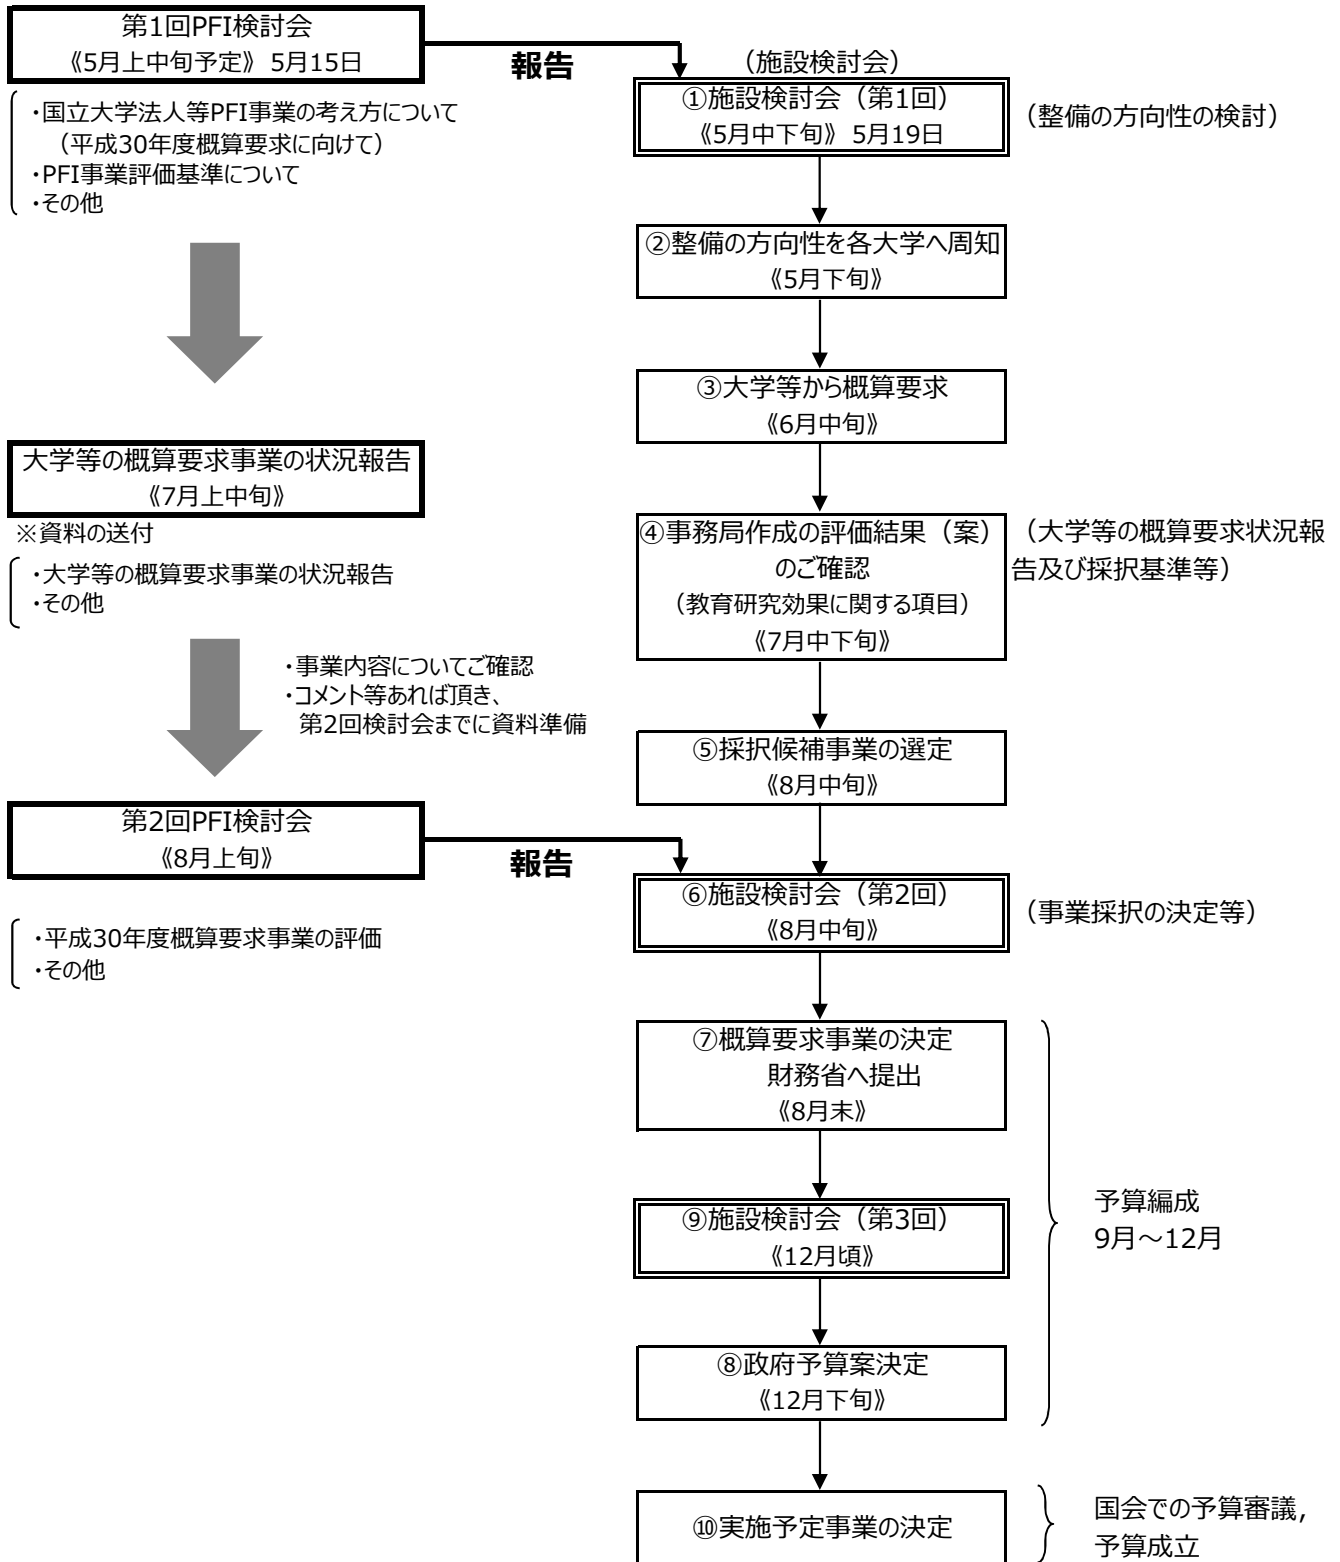 第1回PFI検討会
《5月上中旬予定》 5月15日
・国立大学法人等PFI事業の考え方について
（平成30年度概算要求に向けて）
・PFI事業評価基準について
・その他
報告
（施設検討会）
①施設検討会（第1回）
《5月中下旬》 5月19日
（整備の方向性の検討）
②整備の方向性を各大学へ周知
《5月下旬》
③大学等から概算要求
《6月中旬》
大学等の概算要求事業の状況報告
《7月上中旬》
※資料の送付
・大学等の概算要求事業の状況報告
・その他
④事務局作成の評価結果（案）
のご確認
（教育研究効果に関する項目）
《7月中下旬》
（大学等の概算要求状況報
告及び採択基準等）
・事業内容についてご確認
・コメント等あれば頂き、
第2回検討会までに資料準備
⑤採択候補事業の選定
《8月中旬》
第2回PFI検討会
《8月上旬》
報告
・平成30年度概算要求事業の評価
・その他
⑥施設検討会（第2回）
《8月中旬》
（事業採択の決定等）
⑦概算要求事業の決定
財務省へ提出
《8月末》
⑨施設検討会（第3回）
《12月頃》
予算編成
9月～12月
⑧政府予算案決定
《12月下旬》
⑩実施予定事業の決定
国会での予算審議,
予算成立